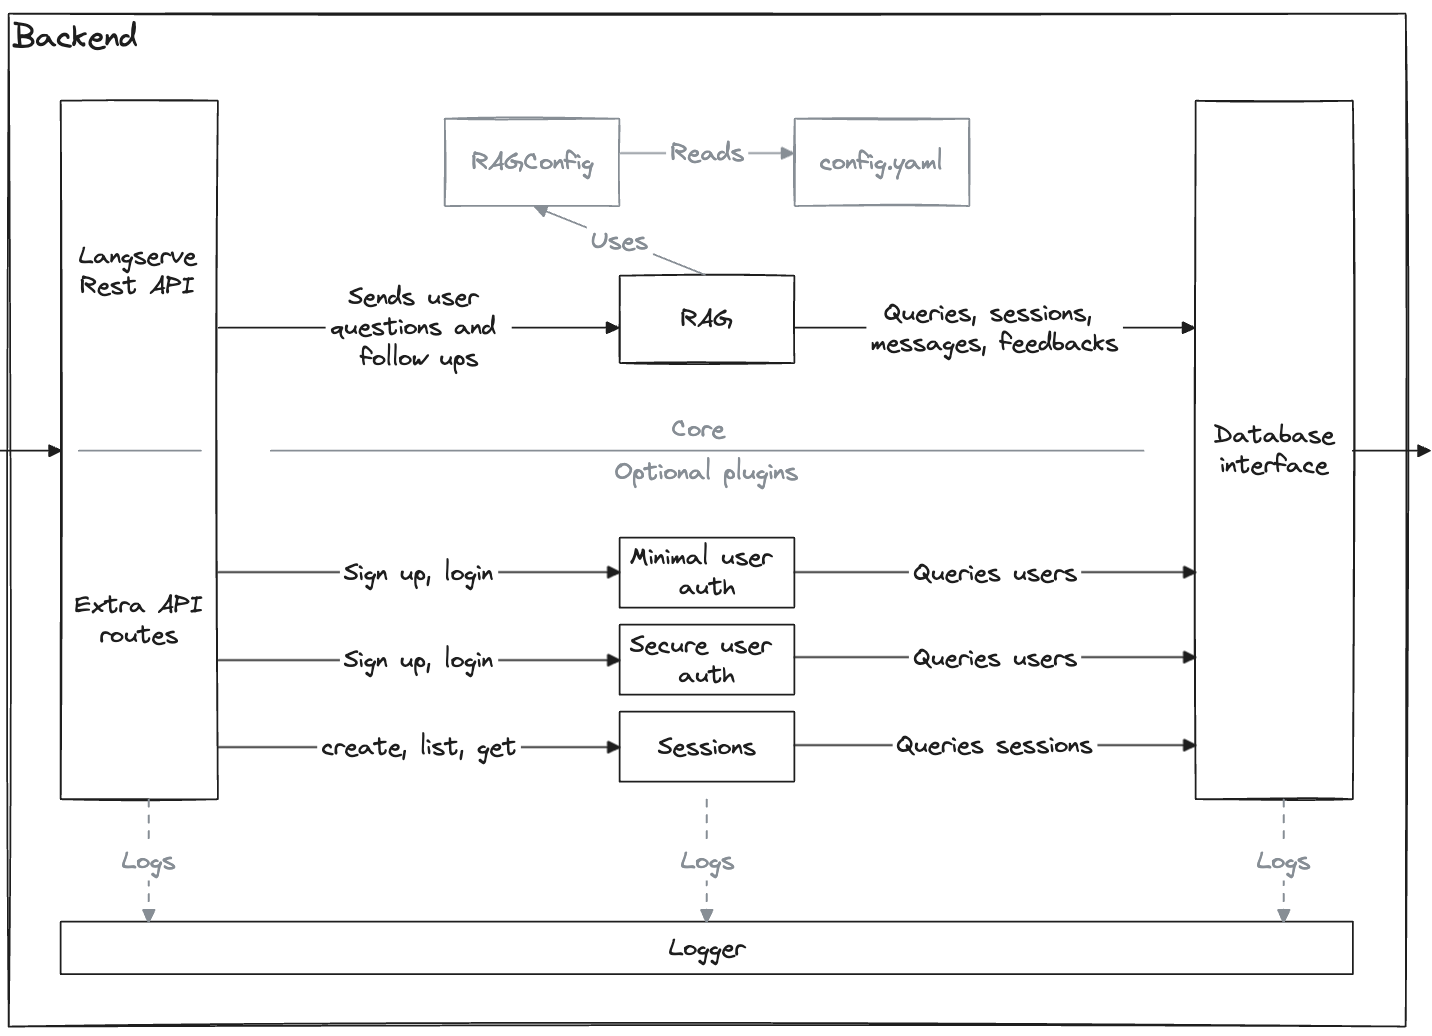 Backend
RAGConfig
Reads
config.yaml
Uses
Langserve
Rest API
Sends user
questions and
follow ups
RAG
Queries, sessions,
messages, feedbacks
Core
Optional plugins
Database
interface
Extra API
routes
Sign up, login
Minimal user
auth
Queries users
Sign up, login
Secure user
auth
Queries users
create, list, get
Sessions
Queries sessions
Logs
Logs
Logs
Logger